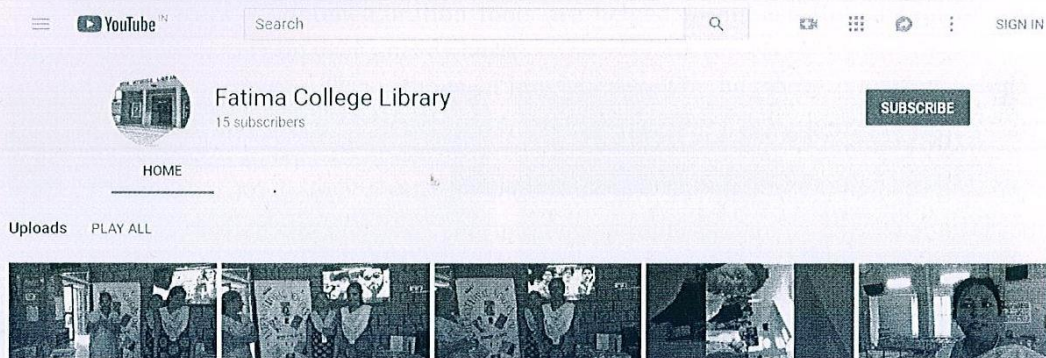 YouTube IN
Search
SIGN IN
Fatima College Library
15 subscribers
SUBSCRIBE
HOME
Uploads PLAY ALL